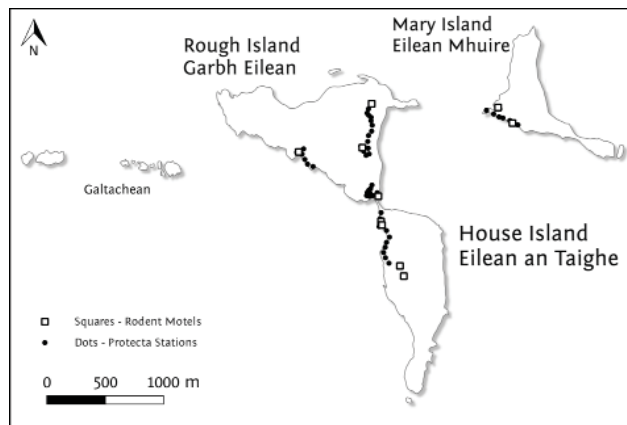 Mary Island
Eilean Mhuire
Rough Island
Garbh Eilean
N
Galtachean
House Island
Eilean an Taighe
Squares - Rodent Motels
Dots - Protecta Stations
0 500 1000 m